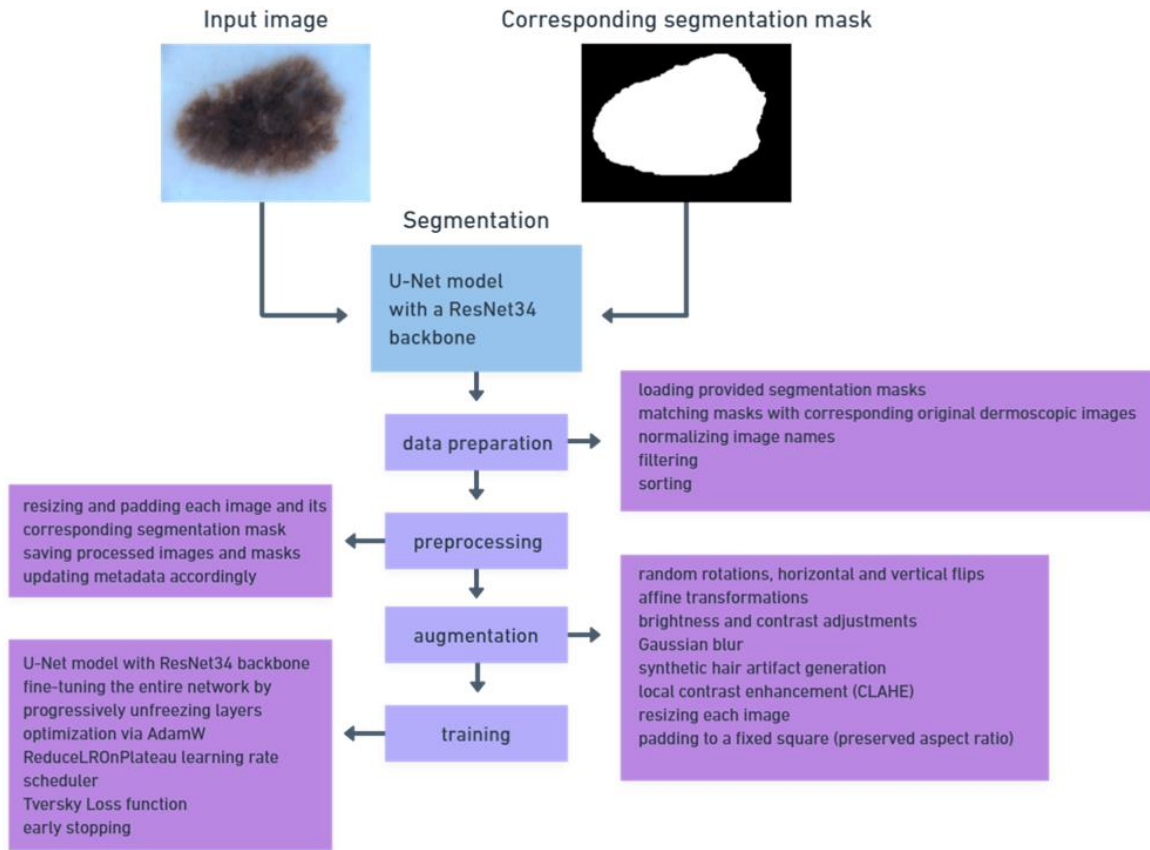 Input image
Corresponding segmentation mask
Segmentation
U-Net model
with a ResNet34
backbone
data preparation
loading provided segmentation masks
matching masks with corresponding original dermoscopic images
normalizing image names
filtering
sorting
preprocessing
resizing and padding each image and its
corresponding segmentation mask
saving processed images and masks
updating metadata accordingly
augmentation
random rotations, horizontal and vertical flips
affine transformations
brightness and contrast adjustments
Gaussian blur
synthetic hair artifact generation
local contrast enhancement (CLAHE)
resizing each image
padding to a fixed square (preserved aspect ratio)
training
U-Net model with ResNet34 backbone
fine-tuning the entire network by
progressively unfreezing layers
optimization via AdamW
ReduceLROnPlateau learning rate
scheduler
Tversky Loss function
early stopping